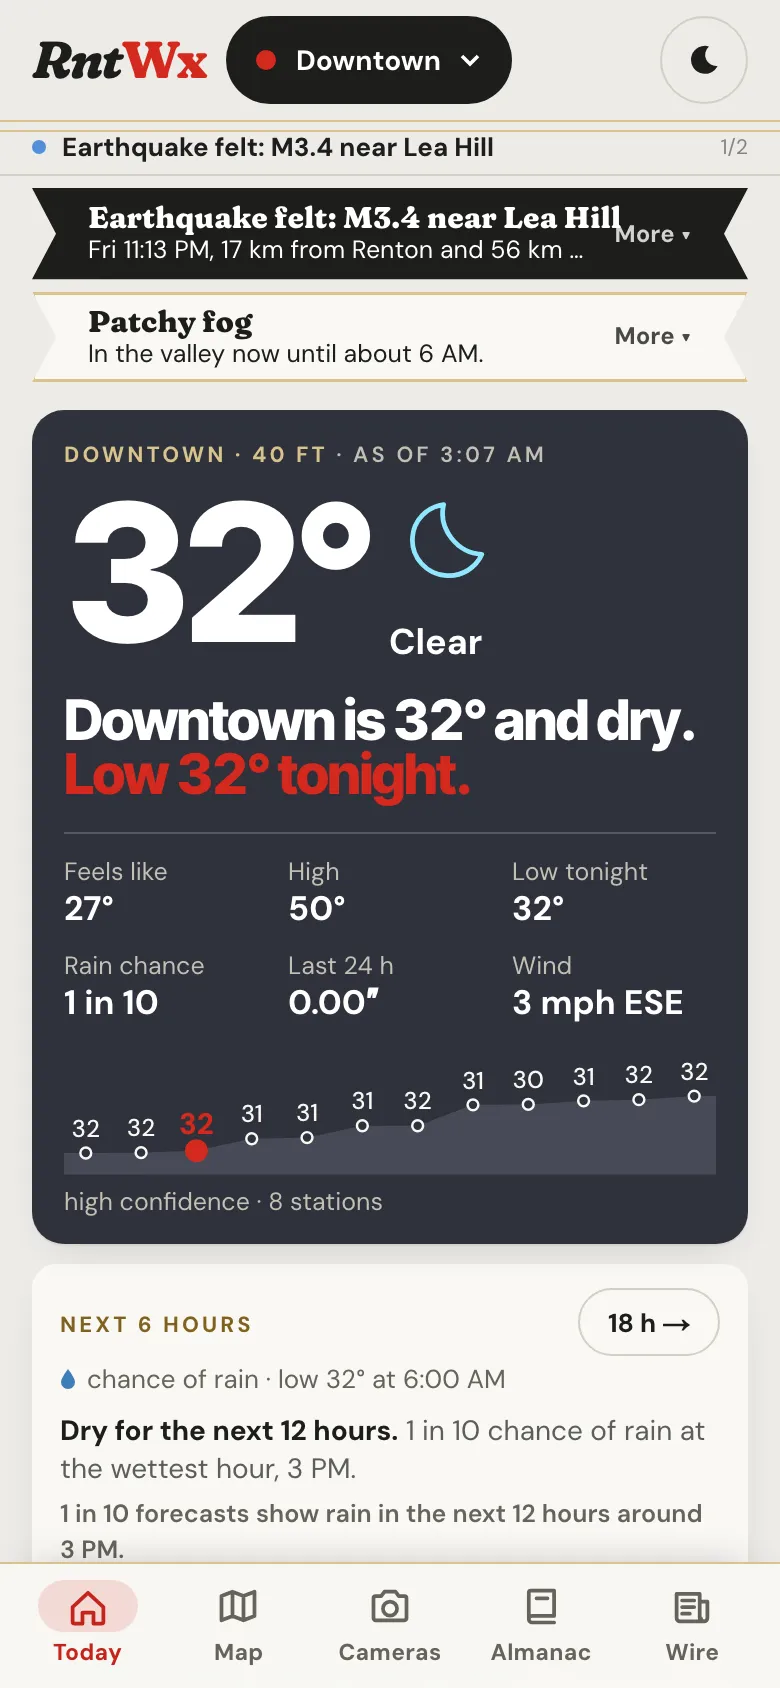 RntWx
Downtown
Earthquake felt: M3.4 near Lea Hill
1/2
Earthquake felt: M3.4 near Lea Hill
Fri 11:13 PM, 17 km from Renton and 56 km ...
More ▾
Patchy fog
In the valley now until about 6 AM.
More ▾
DOWNTOWN · 40 FT · AS OF 3:07 AM
32°
Clear
Downtown is 32° and dry.
Low 32° tonight.
Feels like High Low tonight
27° 50° 32°
Rain chance Last 24 h Wind
1 in 10 0.00″ 3 mph ESE
32 32 32 31 31 31 32 31 30 31 32 32
high confidence · 8 stations
NEXT 6 HOURS
18 h →
chance of rain · low 32° at 6:00 AM
Dry for the next 12 hours. 1 in 10 chance of rain at
the wettest hour, 3 PM.
1 in 10 forecasts show rain in the next 12 hours around
3 PM.
Today Map Cameras Almanac Wire